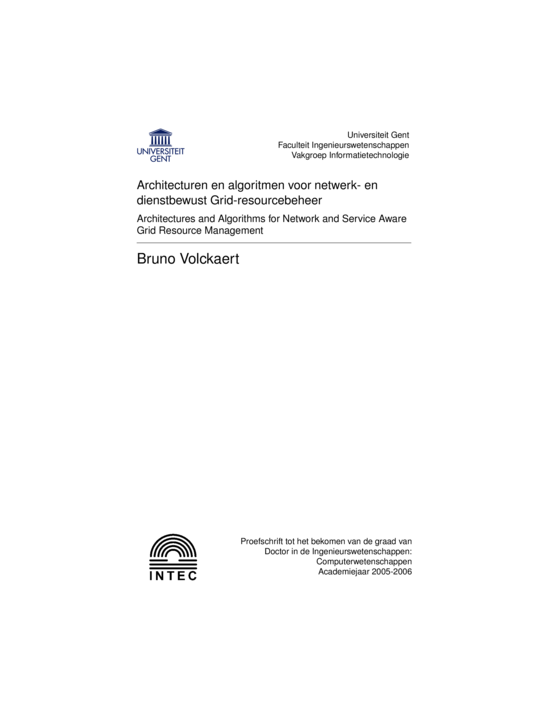 UNIVERSITEIT
GENT
Universiteit Gent
Faculteit Ingenieurswetenschappen
Vakgroep Informatietechnologie
Architecturen en algoritmen voor netwerk- en
dienstbewust Grid-resourcebeheer
Architectures and Algorithms for Network and Service Aware
Grid Resource Management
Bruno Volckaert
INTEC
Proefschrift tot het bekomen van de graad van
Doctor in de Ingenieurswetenschappen:
Computerwetenschappen
Academiejaar 2005-2006